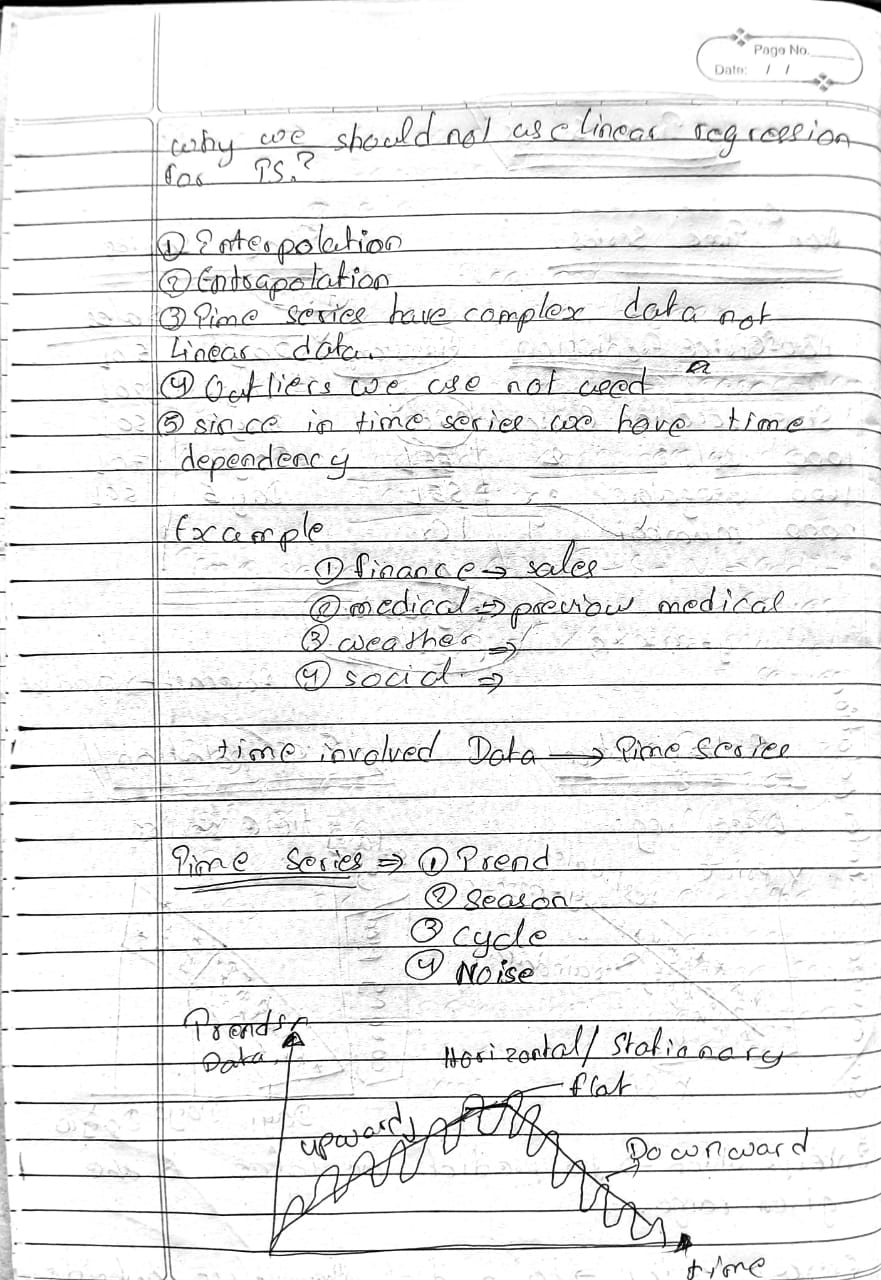 Page No.
Date: / /
why we should not use linear regression
for TS.?
① Interpolation
② Entrapolation
③ Time series have complex data not
Linear data.
④ Outliers we use not used
⑤ since in time series we have time
dependency
Example
① finance → sales
② medical ⇒ previow medical
③ weather ⇒
④ social ⇒
time involved Data → Time Series
Time Series ⇒ ① Trend
② Season
③ Cycle
④ Noise
Trends
Data
Horizontal / Stationary
flat
upward
Downward
time